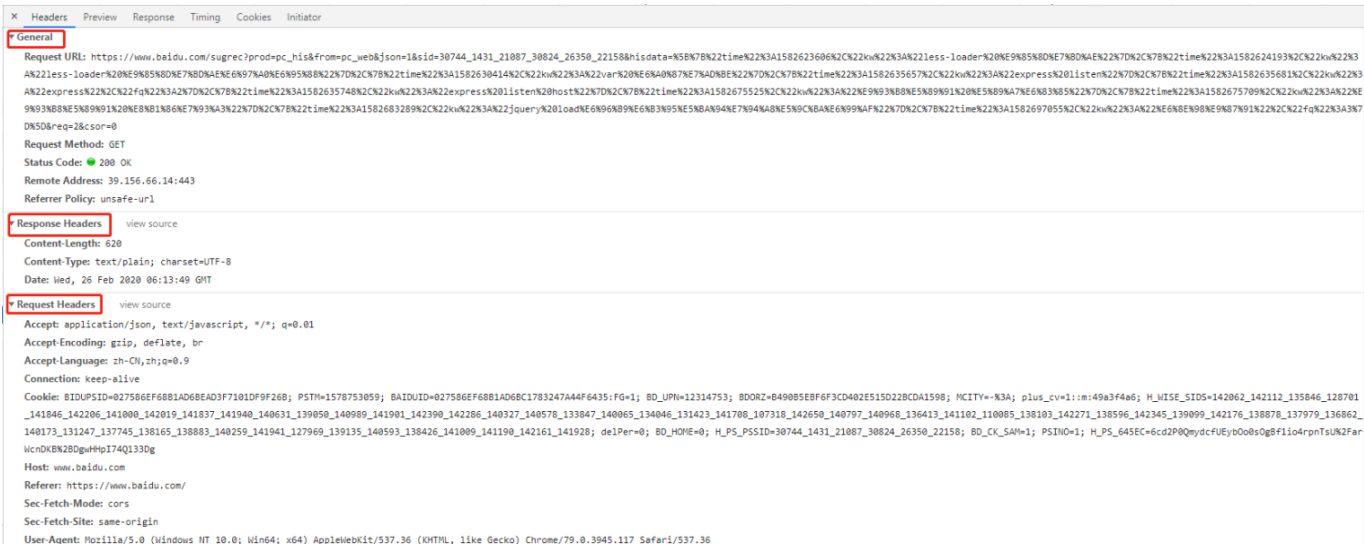 × Headers Preview Response Timing Cookies Initiator
▼ General
Request URL: https://www.baidu.com/sugrec?prod=pc_his&from=pc_web&json=1&sid=30744_1431_21087_30824_26350_22158&hisdata=%5B%7B%22time%22%3A1582623606%2C%22kw%22%3A%22less-loader%20%E9%85%8D%E7%BD%AE%22%7D%2C%7B%22time%22%3A1582624193%2C%22kw%22%3
A%22less-loader%20%E9%85%8D%E7%BD%AE%E6%97%A0%E6%95%88%22%7D%2C%7B%22time%22%3A1582630414%2C%22kw%22%3A%22var%20%E6%A0%87%E7%AD%BE%22%7D%2C%7B%22time%22%3A1582635657%2C%22kw%22%3A%22express%20listen%22%7D%2C%7B%22time%22%3A1582635681%2C%22kw%22%3
A%22express%22%2C%22fq%22%3A2%7D%2C%7B%22time%22%3A1582635748%2C%22kw%22%3A%22express%20listen%20host%22%7D%2C%7B%22time%22%3A1582675525%2C%22kw%22%3A%22%E9%93%B8%E5%89%91%20%E5%89%A7%E6%83%85%22%7D%2C%7B%22time%22%3A1582675709%2C%22kw%22%3A%22%E
9%93%B8%E5%89%91%20%E8%B1%86%E7%93%A3%22%7D%2C%7B%22time%22%3A1582683289%2C%22kw%22%3A%22jquery%20load%E6%96%B9%E6%B3%95%E5%BA%94%E7%94%A8%E5%9C%BA%E6%99%AF%22%7D%2C%7B%22time%22%3A1582697055%2C%22kw%22%3A%22%E6%8E%98%E9%87%91%22%2C%22fq%22%3A3%7
D%5D&req=2&csor=0
Request Method: GET
Status Code: 200 OK
Remote Address: 39.156.66.14:443
Referrer Policy: unsafe-url
▼ Response Headers view source
Content-Length: 620
Content-Type: text/plain; charset=UTF-8
Date: Wed, 26 Feb 2020 06:13:49 GMT
▼ Request Headers view source
Accept: application/json, text/javascript, */*; q=0.01
Accept-Encoding: gzip, deflate, br
Accept-Language: zh-CN,zh;q=0.9
Connection: keep-alive
Cookie: BIDUPSID=027586EF68B1AD6BEAD3F7101DF9F26B; PSTM=1578753059; BAIDUID=027586EF68B1AD6BC1783247A44F6435:FG=1; BD_UPN=12314753; BDORZ=B490B5EBF6F3CD402E515D22BCDA1598; MCITY=-%3A; plus_cv=1::m:49a3f4a6; H_WISE_SIDS=142062_142112_135846_128701
_141846_142206_141000_142019_141837_141940_140631_139050_140989_141901_142390_142286_140327_140578_133847_140065_134046_131423_141708_107318_142650_140797_140968_136413_141102_110085_138103_142271_138596_142345_139099_142176_138878_137979_136862_
140173_131247_137745_138165_138883_140259_141941_127969_139135_140593_138426_141009_141190_142161_141928; delPer=0; BD_HOME=0; H_PS_PSSID=30744_1431_21087_30824_26350_22158; BD_CK_SAM=1; PSINO=1; H_PS_645EC=6cd2P0QmydcfUEybOo0sOgBf1io4rpnTsU%2Far
WcnDKB%2BDgwHHpI74Q133Dg
Host: www.baidu.com
Referer: https://www.baidu.com/
Sec-Fetch-Mode: cors
Sec-Fetch-Site: same-origin
User-Agent: Mozilla/5.0 (Windows NT 10.0; Win64; x64) AppleWebKit/537.36 (KHTML, like Gecko) Chrome/79.0.3945.117 Safari/537.36